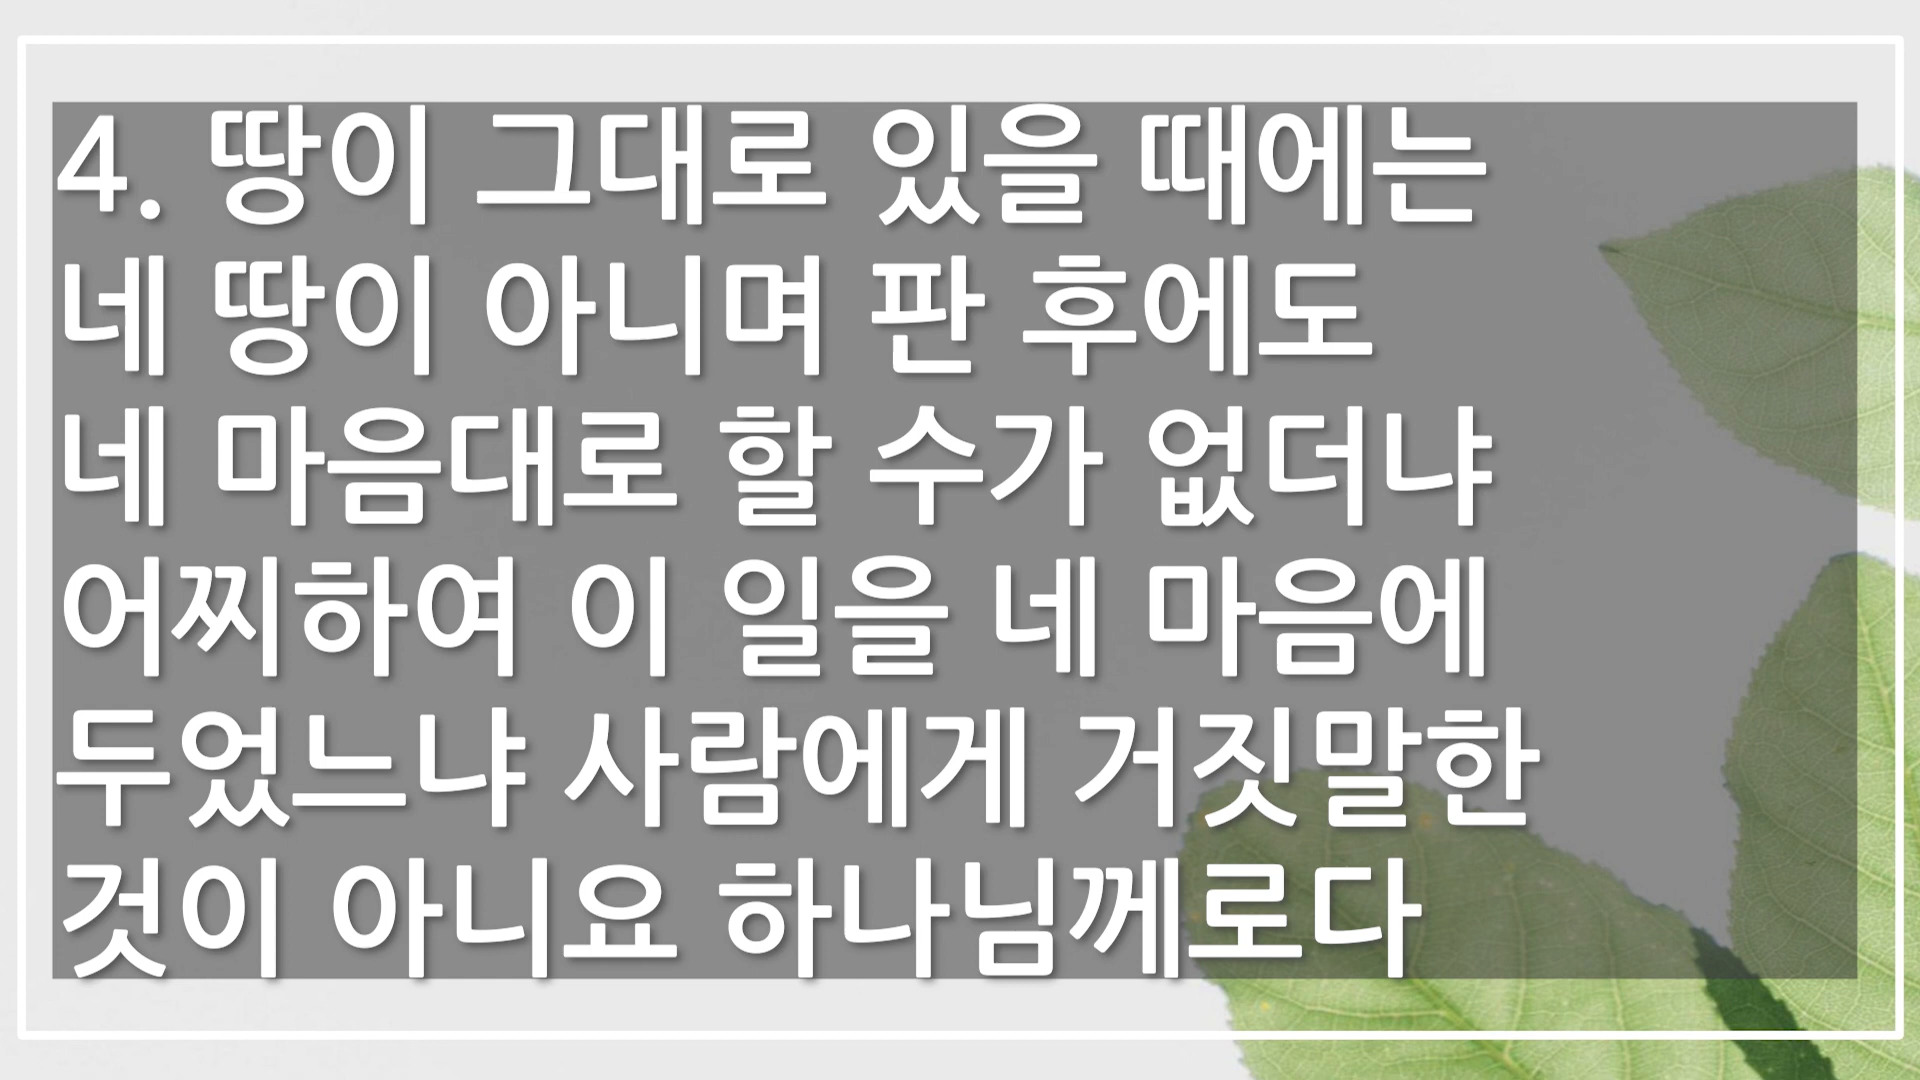 4. 땅이 그대로 있을 때에는
네 땅이 아니며 판 후에도
네 마음대로 할 수가 없더냐
어찌하여 이 일을 네 마음에
두었느냐 사람에게 거짓말한
것이 아니요 하나님께로다